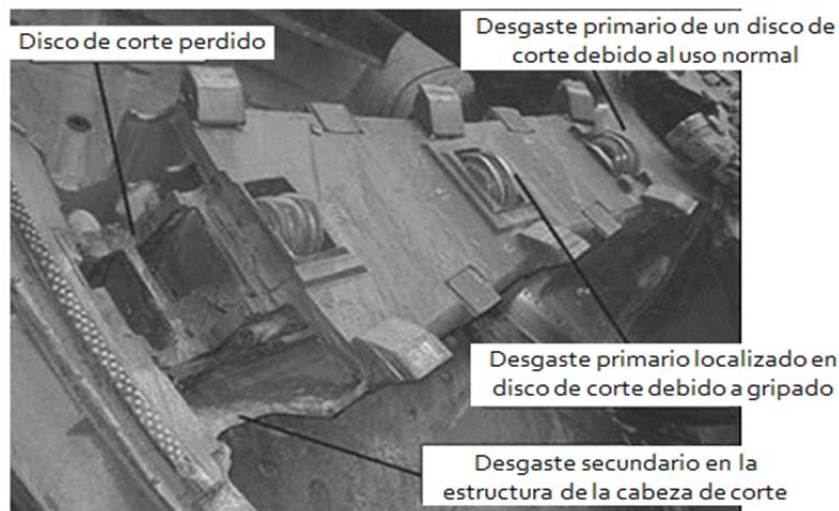 Disco de corte perdido
Desgaste primario de un disco de
corte debido al uso normal
Desgaste primario localizado en
disco de corte debido a gripado
Desgaste secundario en la
estructura de la cabeza de corte